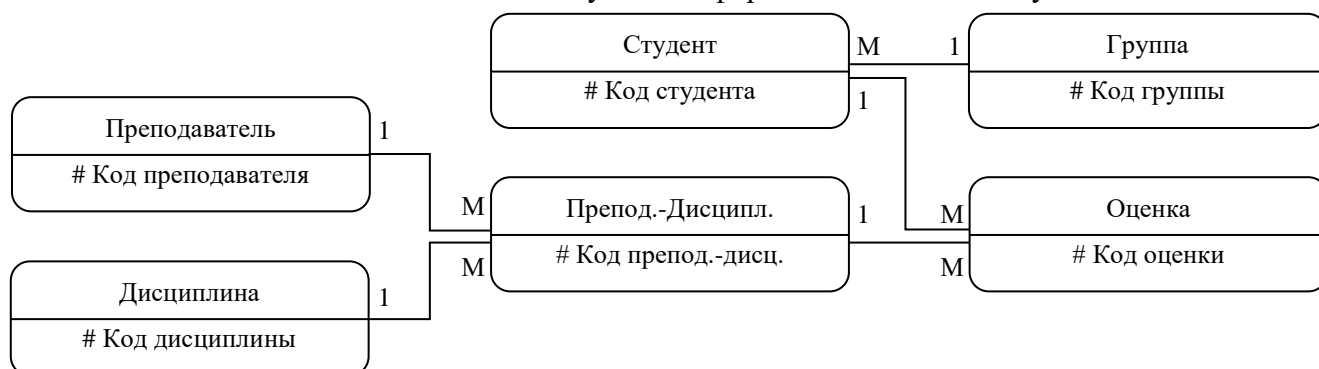 Студент
# Код студента
М 1
1
Группа
# Код группы
Преподаватель
# Код преподавателя
1
М
М
Препод.-Дисципл.
# Код препод.-дисц.
1
М
М
Оценка
# Код оценки
Дисциплина
# Код дисциплины
1